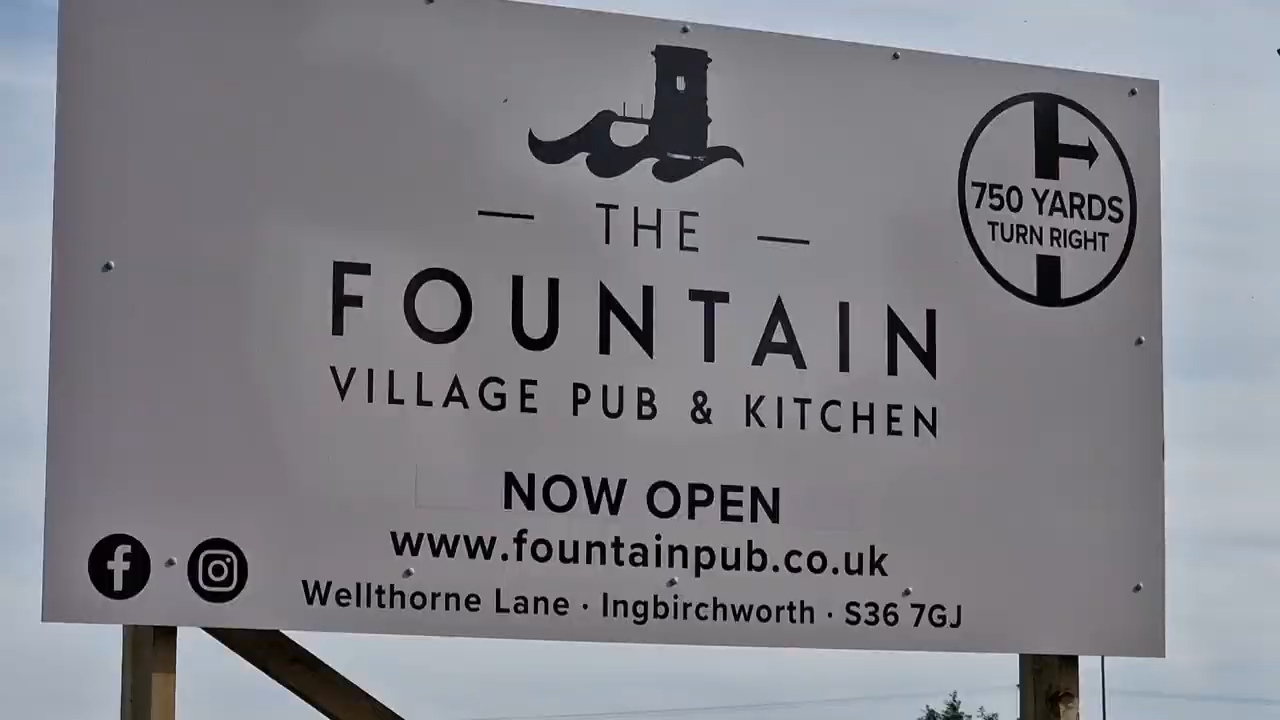 750 YARDS
TURN RIGHT
— THE —
FOUNTAIN
VILLAGE PUB & KITCHEN
NOW OPEN
www.fountainpub.co.uk
Wellthorne Lane · Ingbirchworth · S36 7GJ